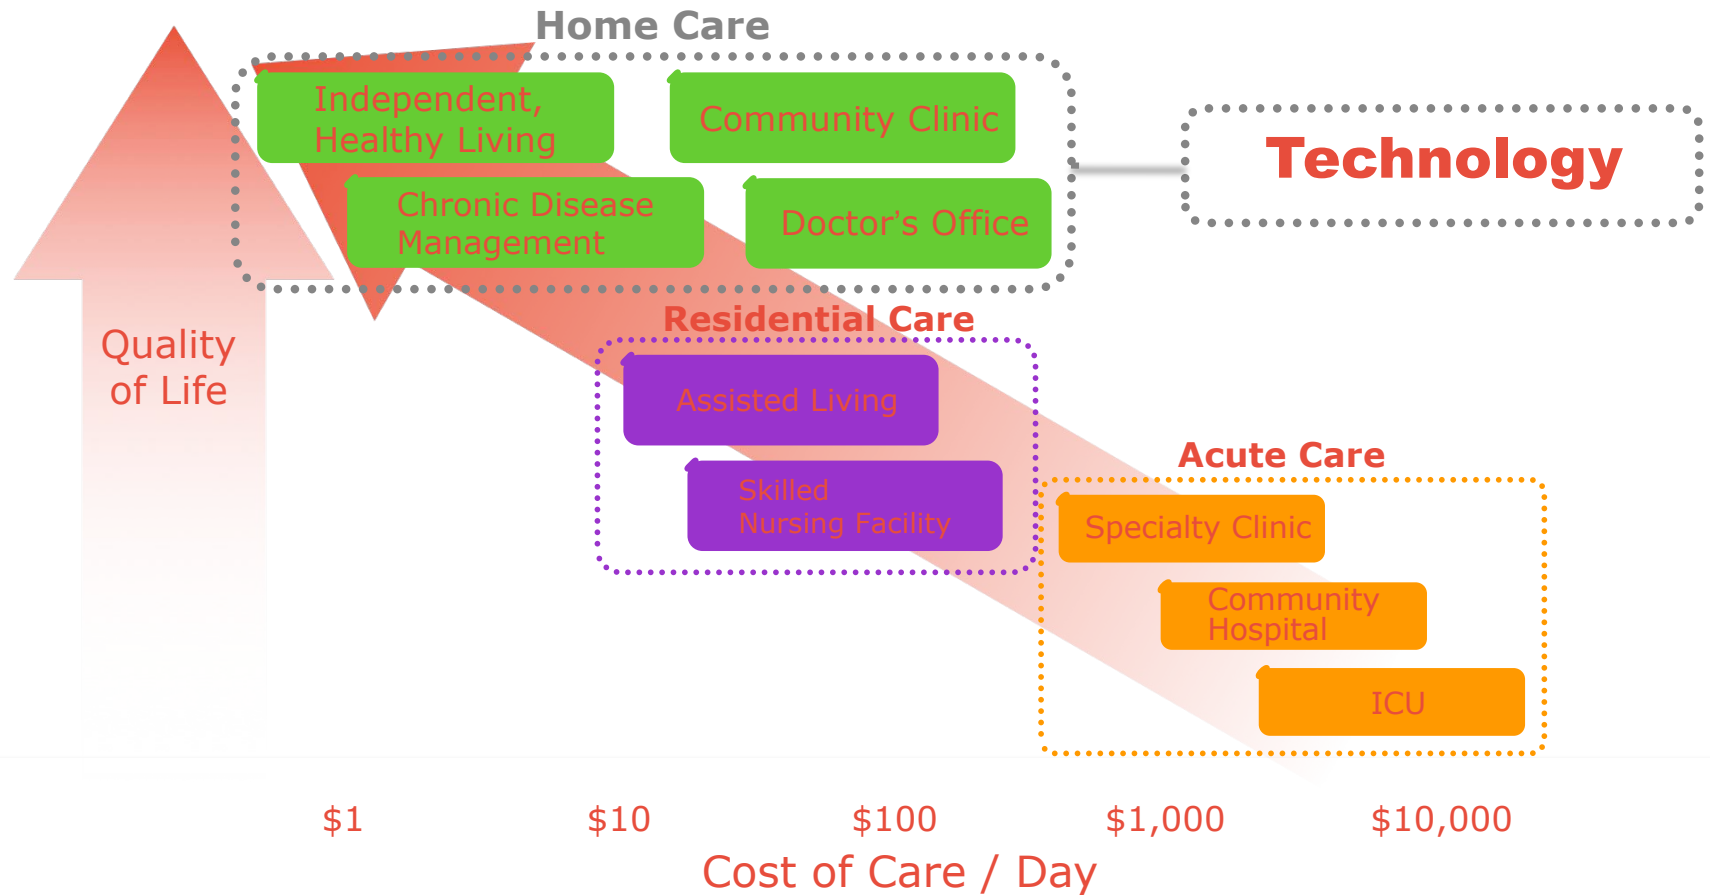 Home Care
Independent,
Healthy Living
Community Clinic
Technology
Chronic Disease
Management
Doctor’s Office
Residential Care
Quality
of Life
Assisted Living
Acute Care
Skilled
Nursing Facility
Specialty Clinic
Community
Hospital
ICU
$1 $10 $100 $1,000 $10,000
Cost of Care / Day